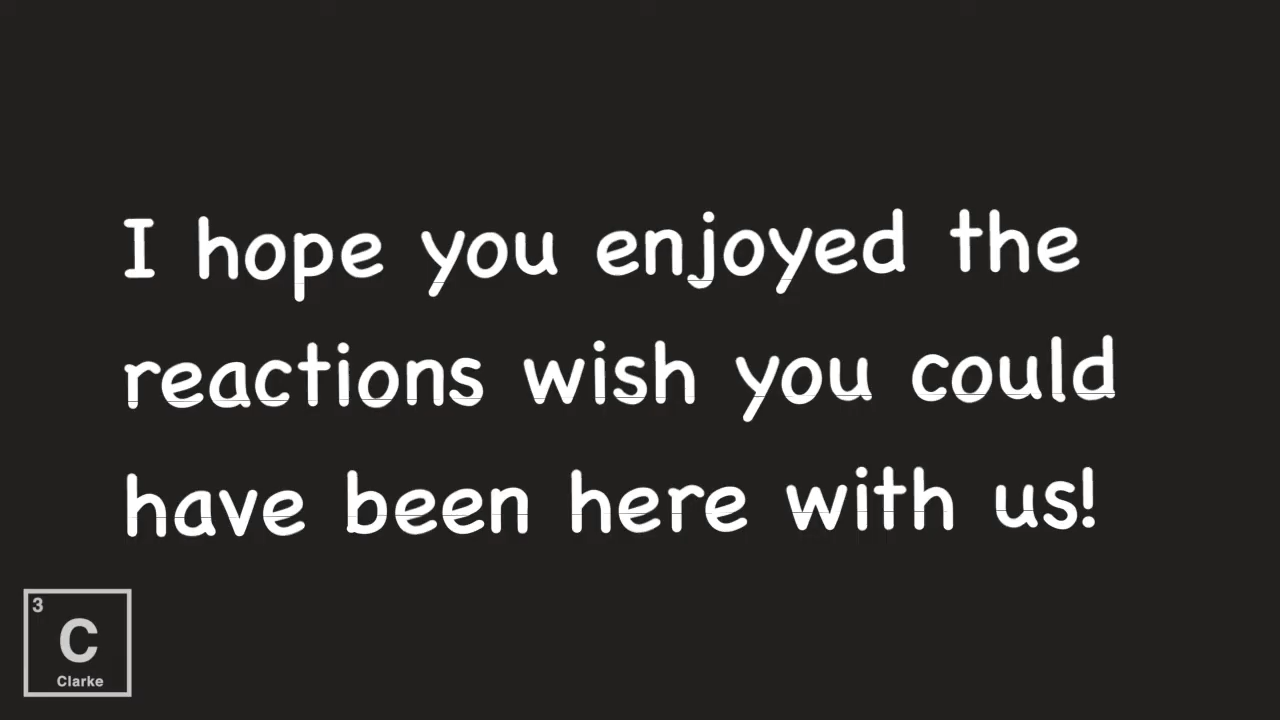 I hope you enjoyed the
reactions wish you could
have been here with us!
3
C
Clarke